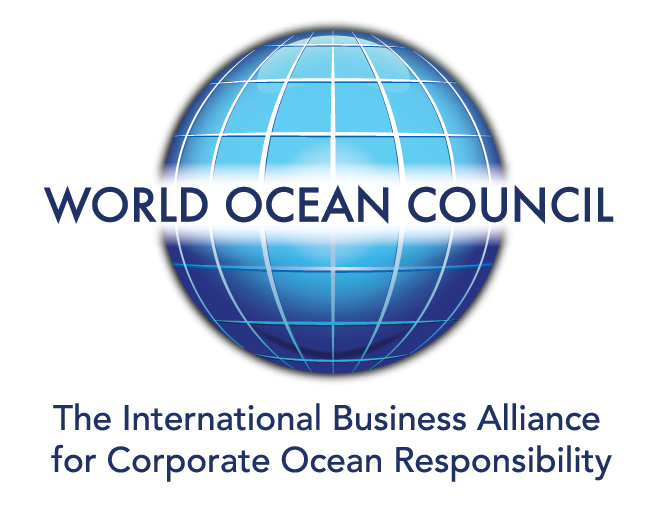 WORLD OCEAN COUNCIL
The International Business Alliance
for Corporate Ocean Responsibility